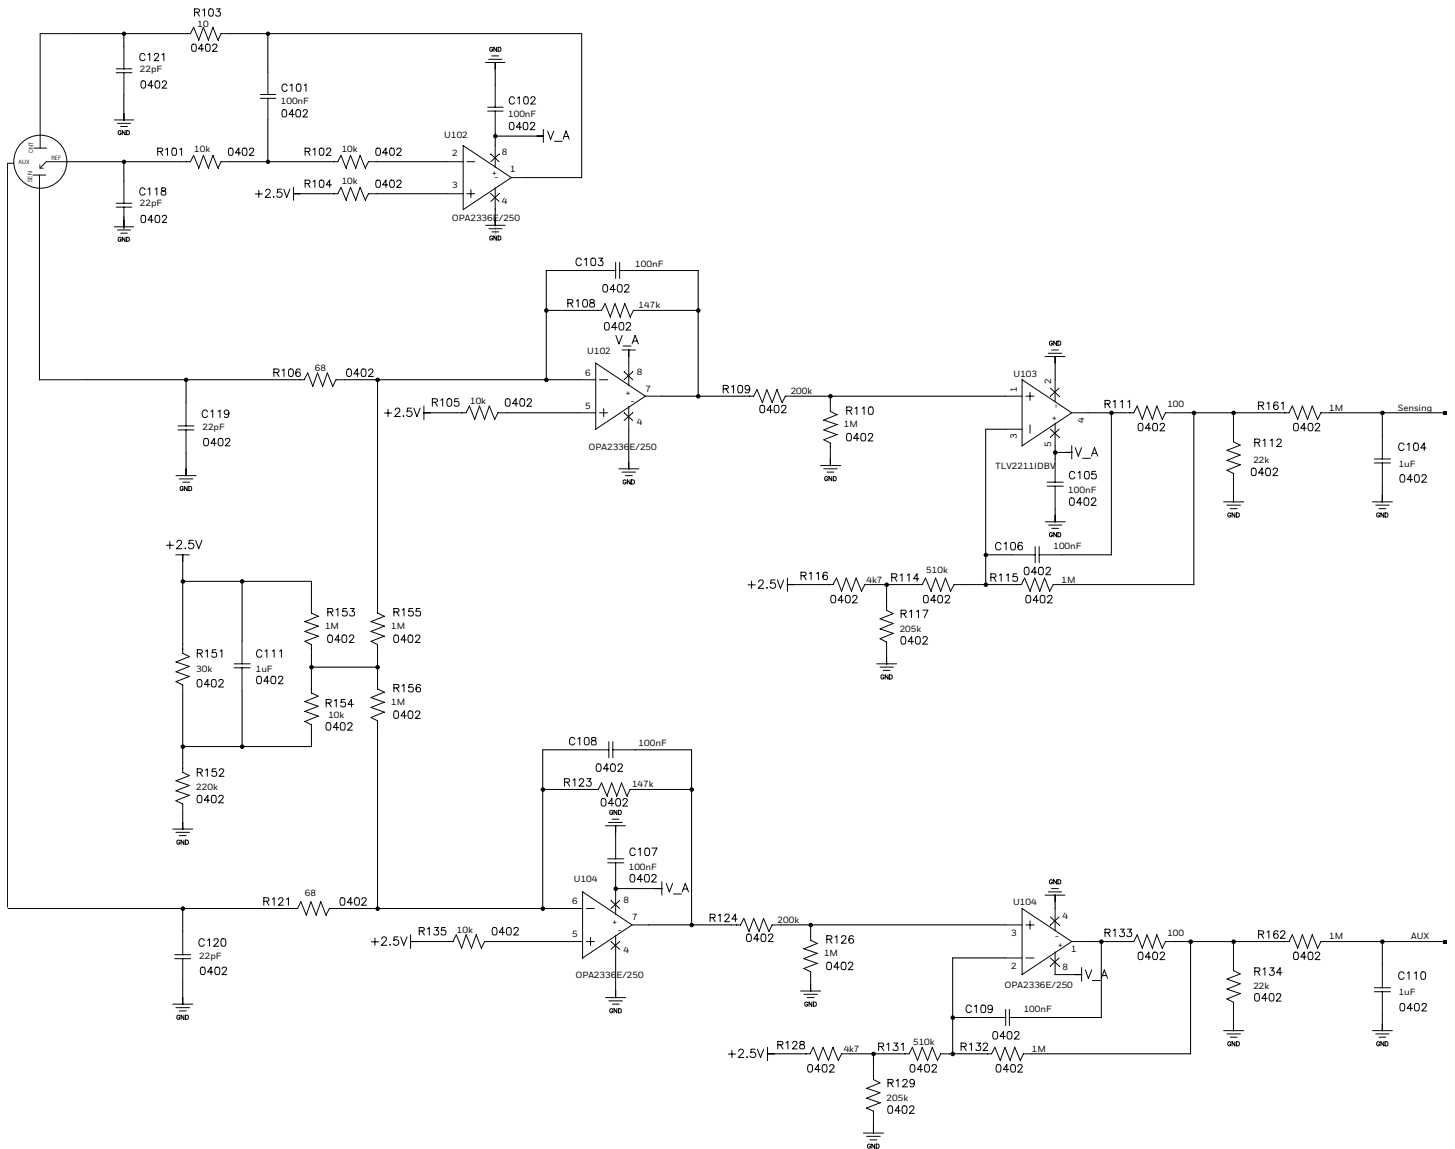 R103
10
0402
C121
22pF
0402
GND
C101
100nF
0402
GND
C102
100nF
0402
V_A
U102
CNT
AUX
REF
SEN
R101 10k 0402
R102 10k 0402
2
8
1
+2.5V
R104 10k 0402
3
4
OPA2336E/250
GND
C118
22pF
0402
GND
C103 100nF
0402
R108 147k
0402
V_A
U102
R106 68 0402
6
8
7
+2.5V
R105 10k 0402
5
4
OPA2336E/250
GND
C119
22pF
0402
GND
R109 200k
0402
R110
1M
0402
GND
GND
U103
1
2
4
3
5
V_A
TLV2211IDBV
C105
100nF
0402
GND
R111 100
0402
R112
22k
0402
GND
R161 1M
0402
Sensing
C104
1uF
0402
GND
C106 100nF
0402
+2.5V
R116 4k7
0402
R114 510k
0402
R115 1M
0402
R117
205k
0402
GND
+2.5V
R151
30k
0402
C111
1uF
0402
R153
1M
0402
R154
10k
0402
R155
1M
0402
R156
1M
0402
R152
220k
0402
GND
C108 100nF
0402
R123 147k
0402
GND
C107
100nF
0402
V_A
U104
R121 68 0402
6
8
7
+2.5V
R135 10k 0402
5
4
OPA2336E/250
GND
C120
22pF
0402
GND
R124 200k
0402
R126
1M
0402
GND
GND
U104
3
4
1
2
8
V_A
OPA2336E/250
R133 100
0402
R134
22k
0402
GND
R162 1M
0402
AUX
C110
1uF
0402
GND
C109 100nF
0402
+2.5V
R128 4k7
0402
R131 510k
0402
R132 1M
0402
R129
205k
0402
GND